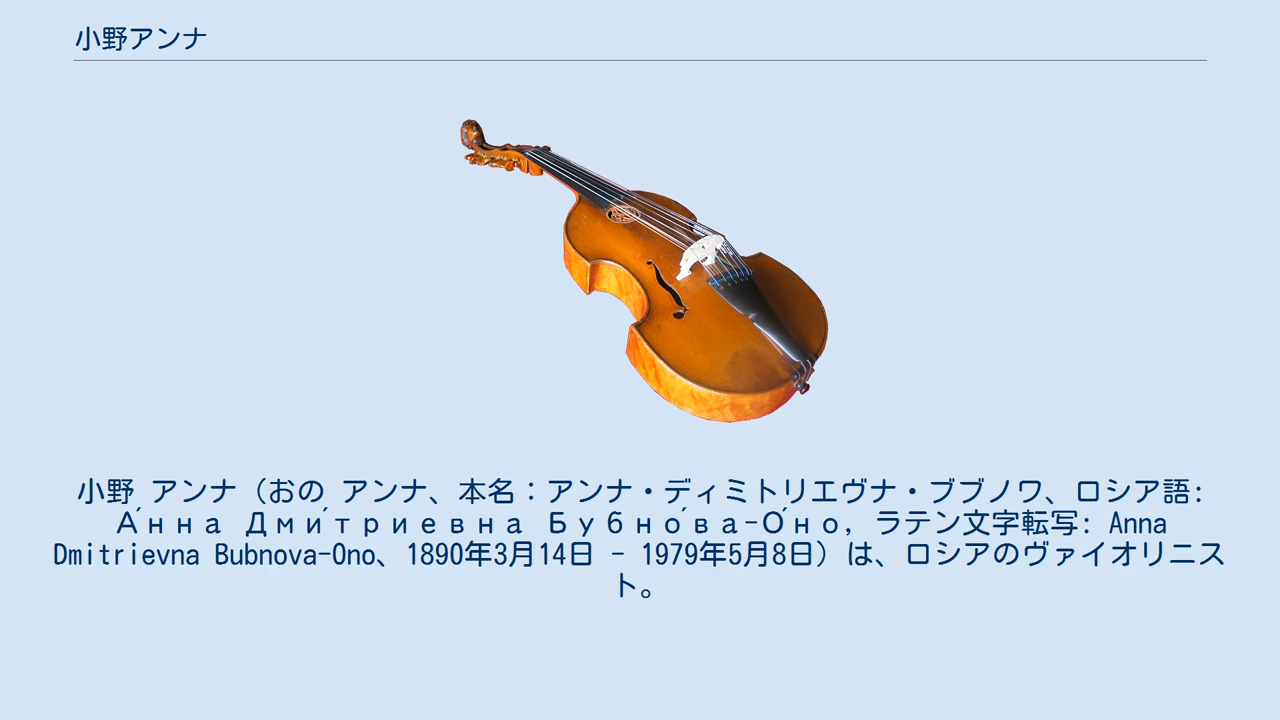 小野アンナ
小野 アンナ（おの アンナ、本名：アンナ・ディミトリエヴナ・ブブノワ、ロシア語:
А́нна Дми́триевна Бубно́ва-О́но, ラテン文字転写: Anna
Dmitrievna Bubnova-Ono、1890年3月14日 - 1979年5月8日）は、ロシアのヴァイオリニス
ト。